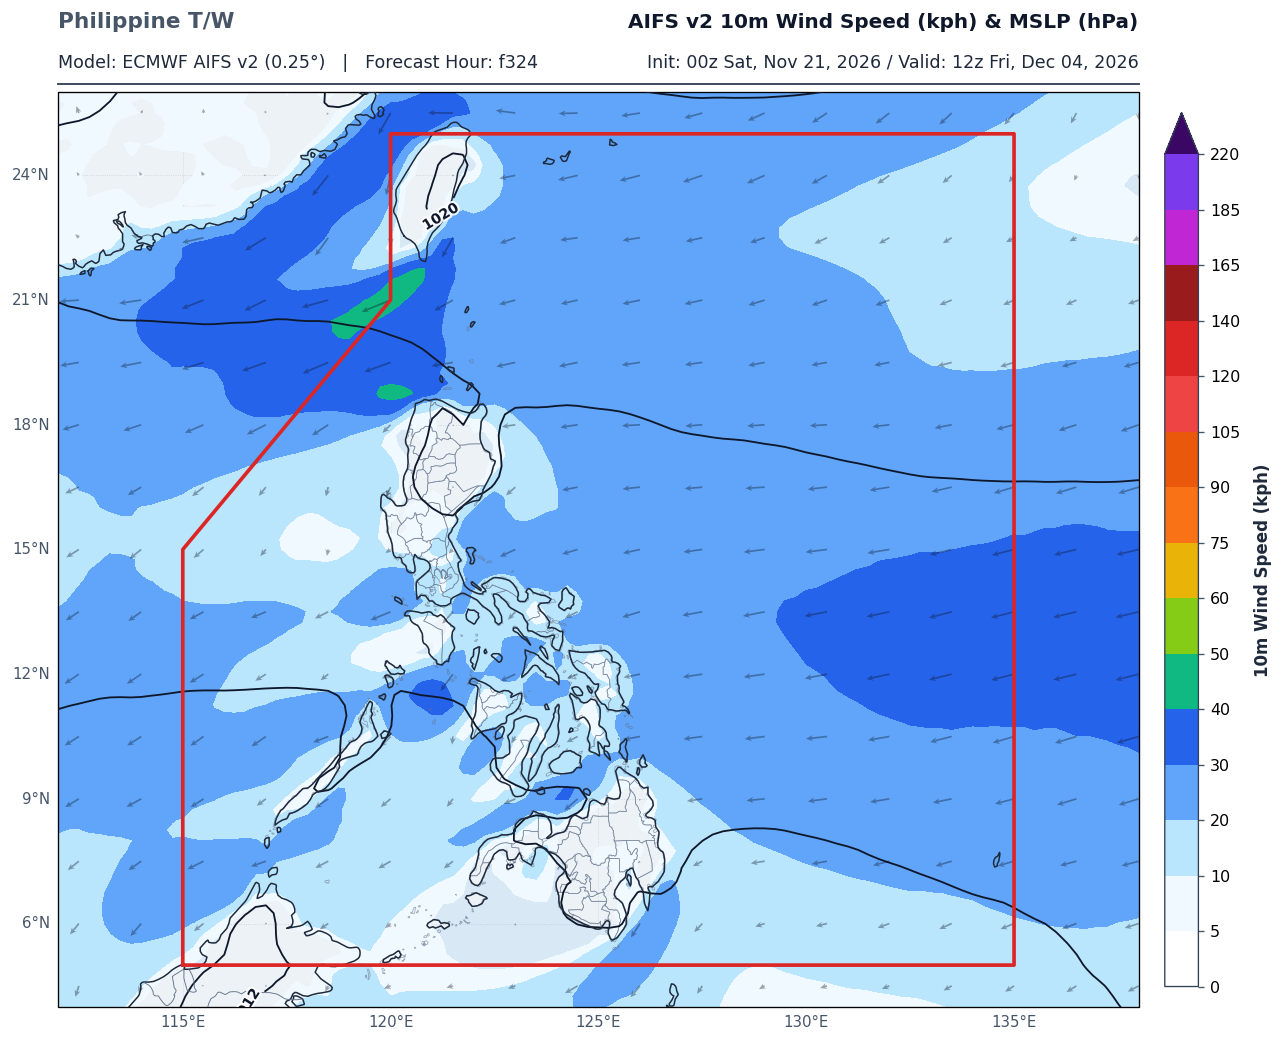 Philippine T/W
AIFS v2 10m Wind Speed (kph) & MSLP (hPa)
Model: ECMWF AIFS v2 (0.25°) | Forecast Hour: f324
Init: 00z Sat, Nov 21, 2026 / Valid: 12z Fri, Dec 04, 2026
24°N
21°N
18°N
15°N
12°N
9°N
6°N
1020
115°E
120°E
125°E
130°E
135°E
220
185
165
140
120
105
90
75
60
50
40
30
20
10
5
0
10m Wind Speed (kph)